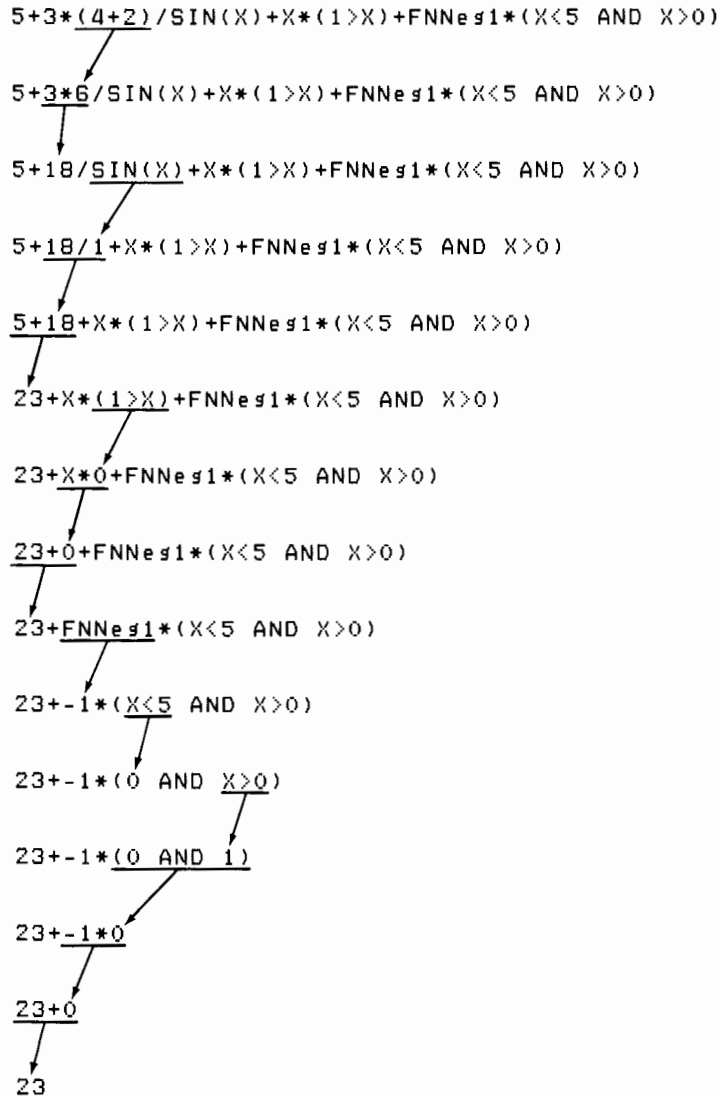 5+3*(4+2)/SIN(X)+X*(1>X)+FNNeg1*(X<5 AND X>0)
5+3*6/SIN(X)+X*(1>X)+FNNeg1*(X<5 AND X>0)
5+18/SIN(X)+X*(1>X)+FNNeg1*(X<5 AND X>0)
5+18/1+X*(1>X)+FNNeg1*(X<5 AND X>0)
5+18+X*(1>X)+FNNeg1*(X<5 AND X>0)
23+X*(1>X)+FNNeg1*(X<5 AND X>0)
23+X*0+FNNeg1*(X<5 AND X>0)
23+0+FNNeg1*(X<5 AND X>0)
23+FNNeg1*(X<5 AND X>0)
23+-1*(X<5 AND X>0)
23+-1*(0 AND X>0)
23+-1*(0 AND 1)
23+-1*0
23+0
23